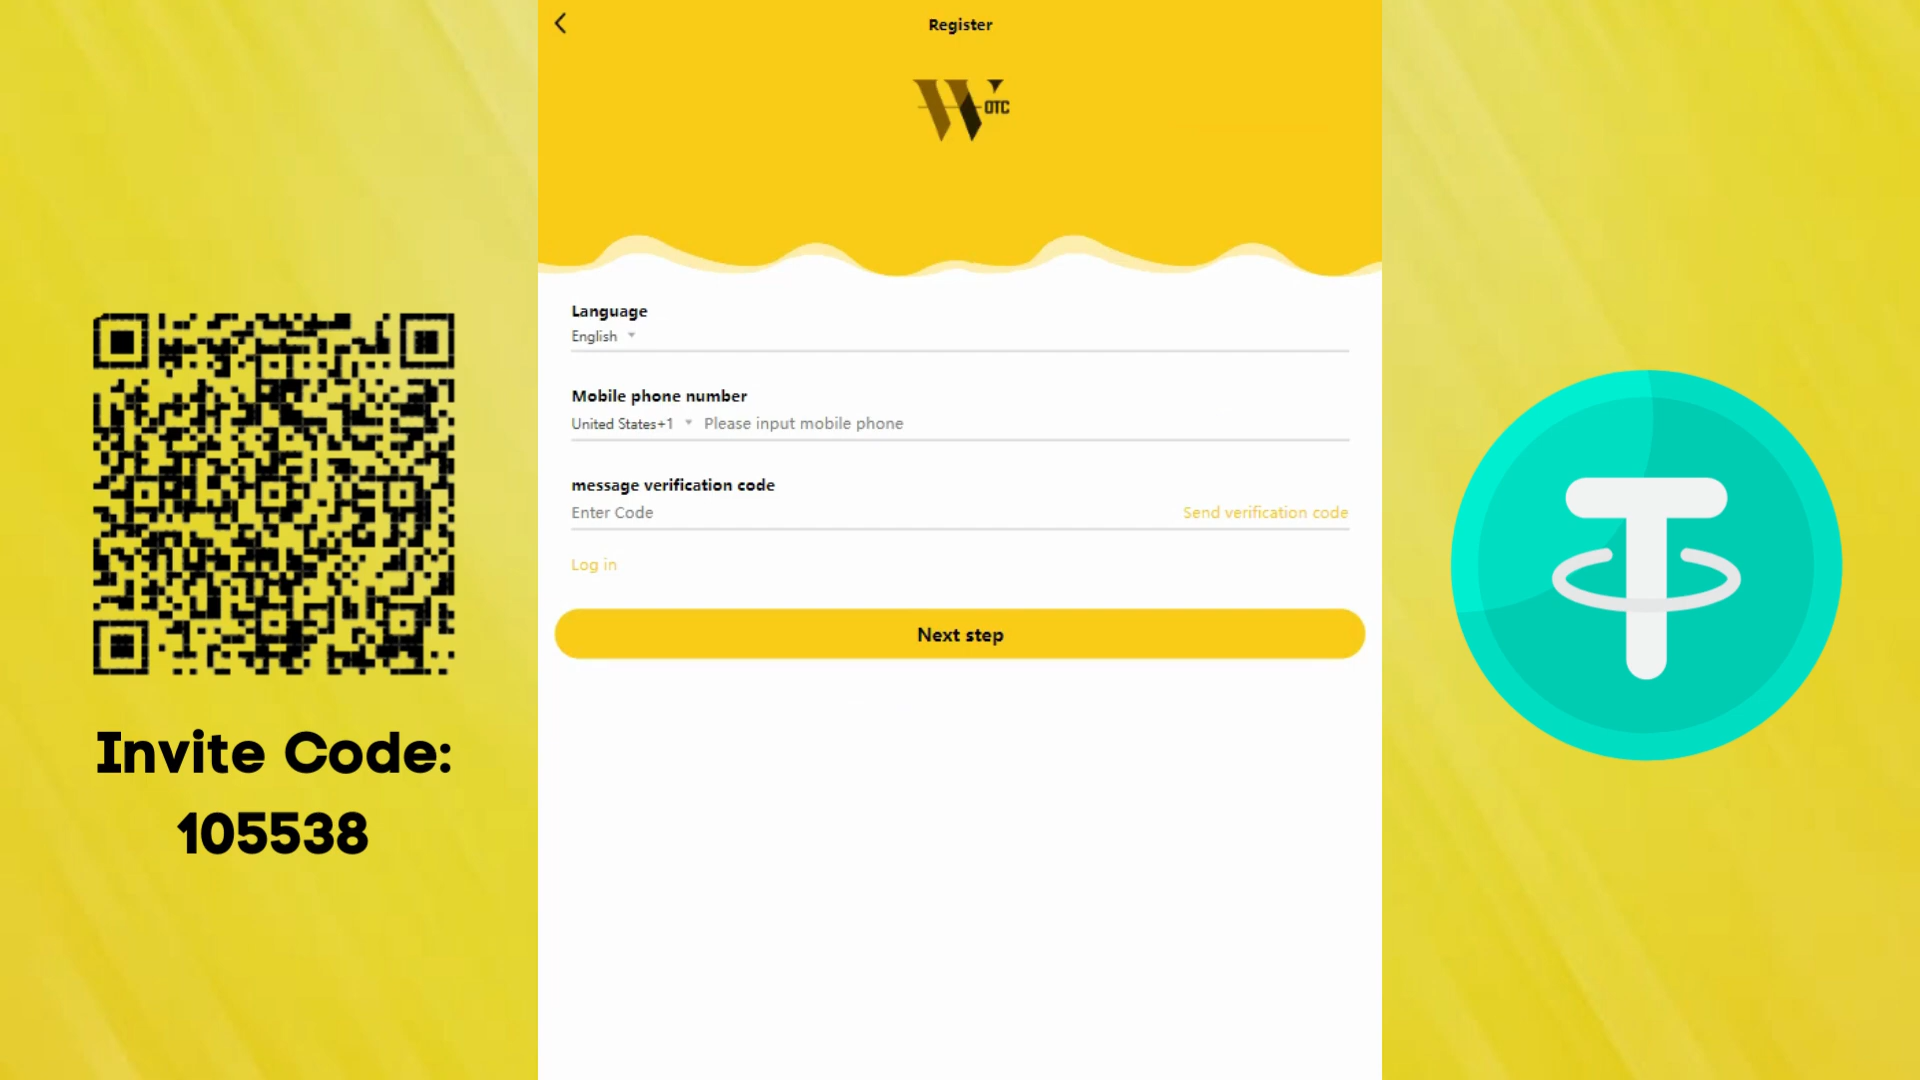 Register
W OTC
Language
English
Mobile phone number
United States+1 Please input mobile phone
message verification code
Enter Code Send verification code
Log in
Next step
Invite Code:
105538